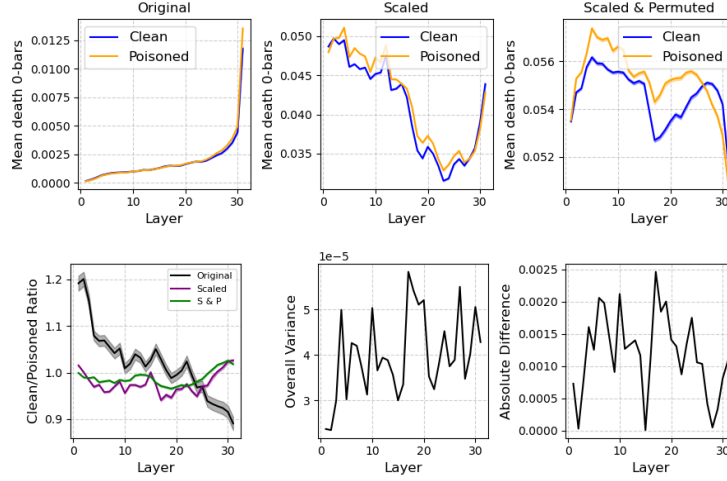 Original
Scaled
Scaled & Permuted
Mean death 0-bars
0.0125
0.0100
0.0075
0.0050
0.0025
0.0000
Clean
Poisoned
0 10 20 30
Layer
Mean death 0-bars
0.050
0.045
0.040
0.035
Clean
Poisoned
0 10 20 30
Layer
Mean death 0-bars
0.056
0.054
0.052
Clean
Poisoned
0 10 20 30
Layer
Clean/Poisoned Ratio
1.2
1.1
1.0
0.9
Original
Scaled
S & P
0 10 20 30
Layer
1e-5
Overall Variance
5
4
3
0 10 20 30
Layer
Absolute Difference
0.0025
0.0020
0.0015
0.0010
0.0005
0.0000
0 10 20 30
Layer